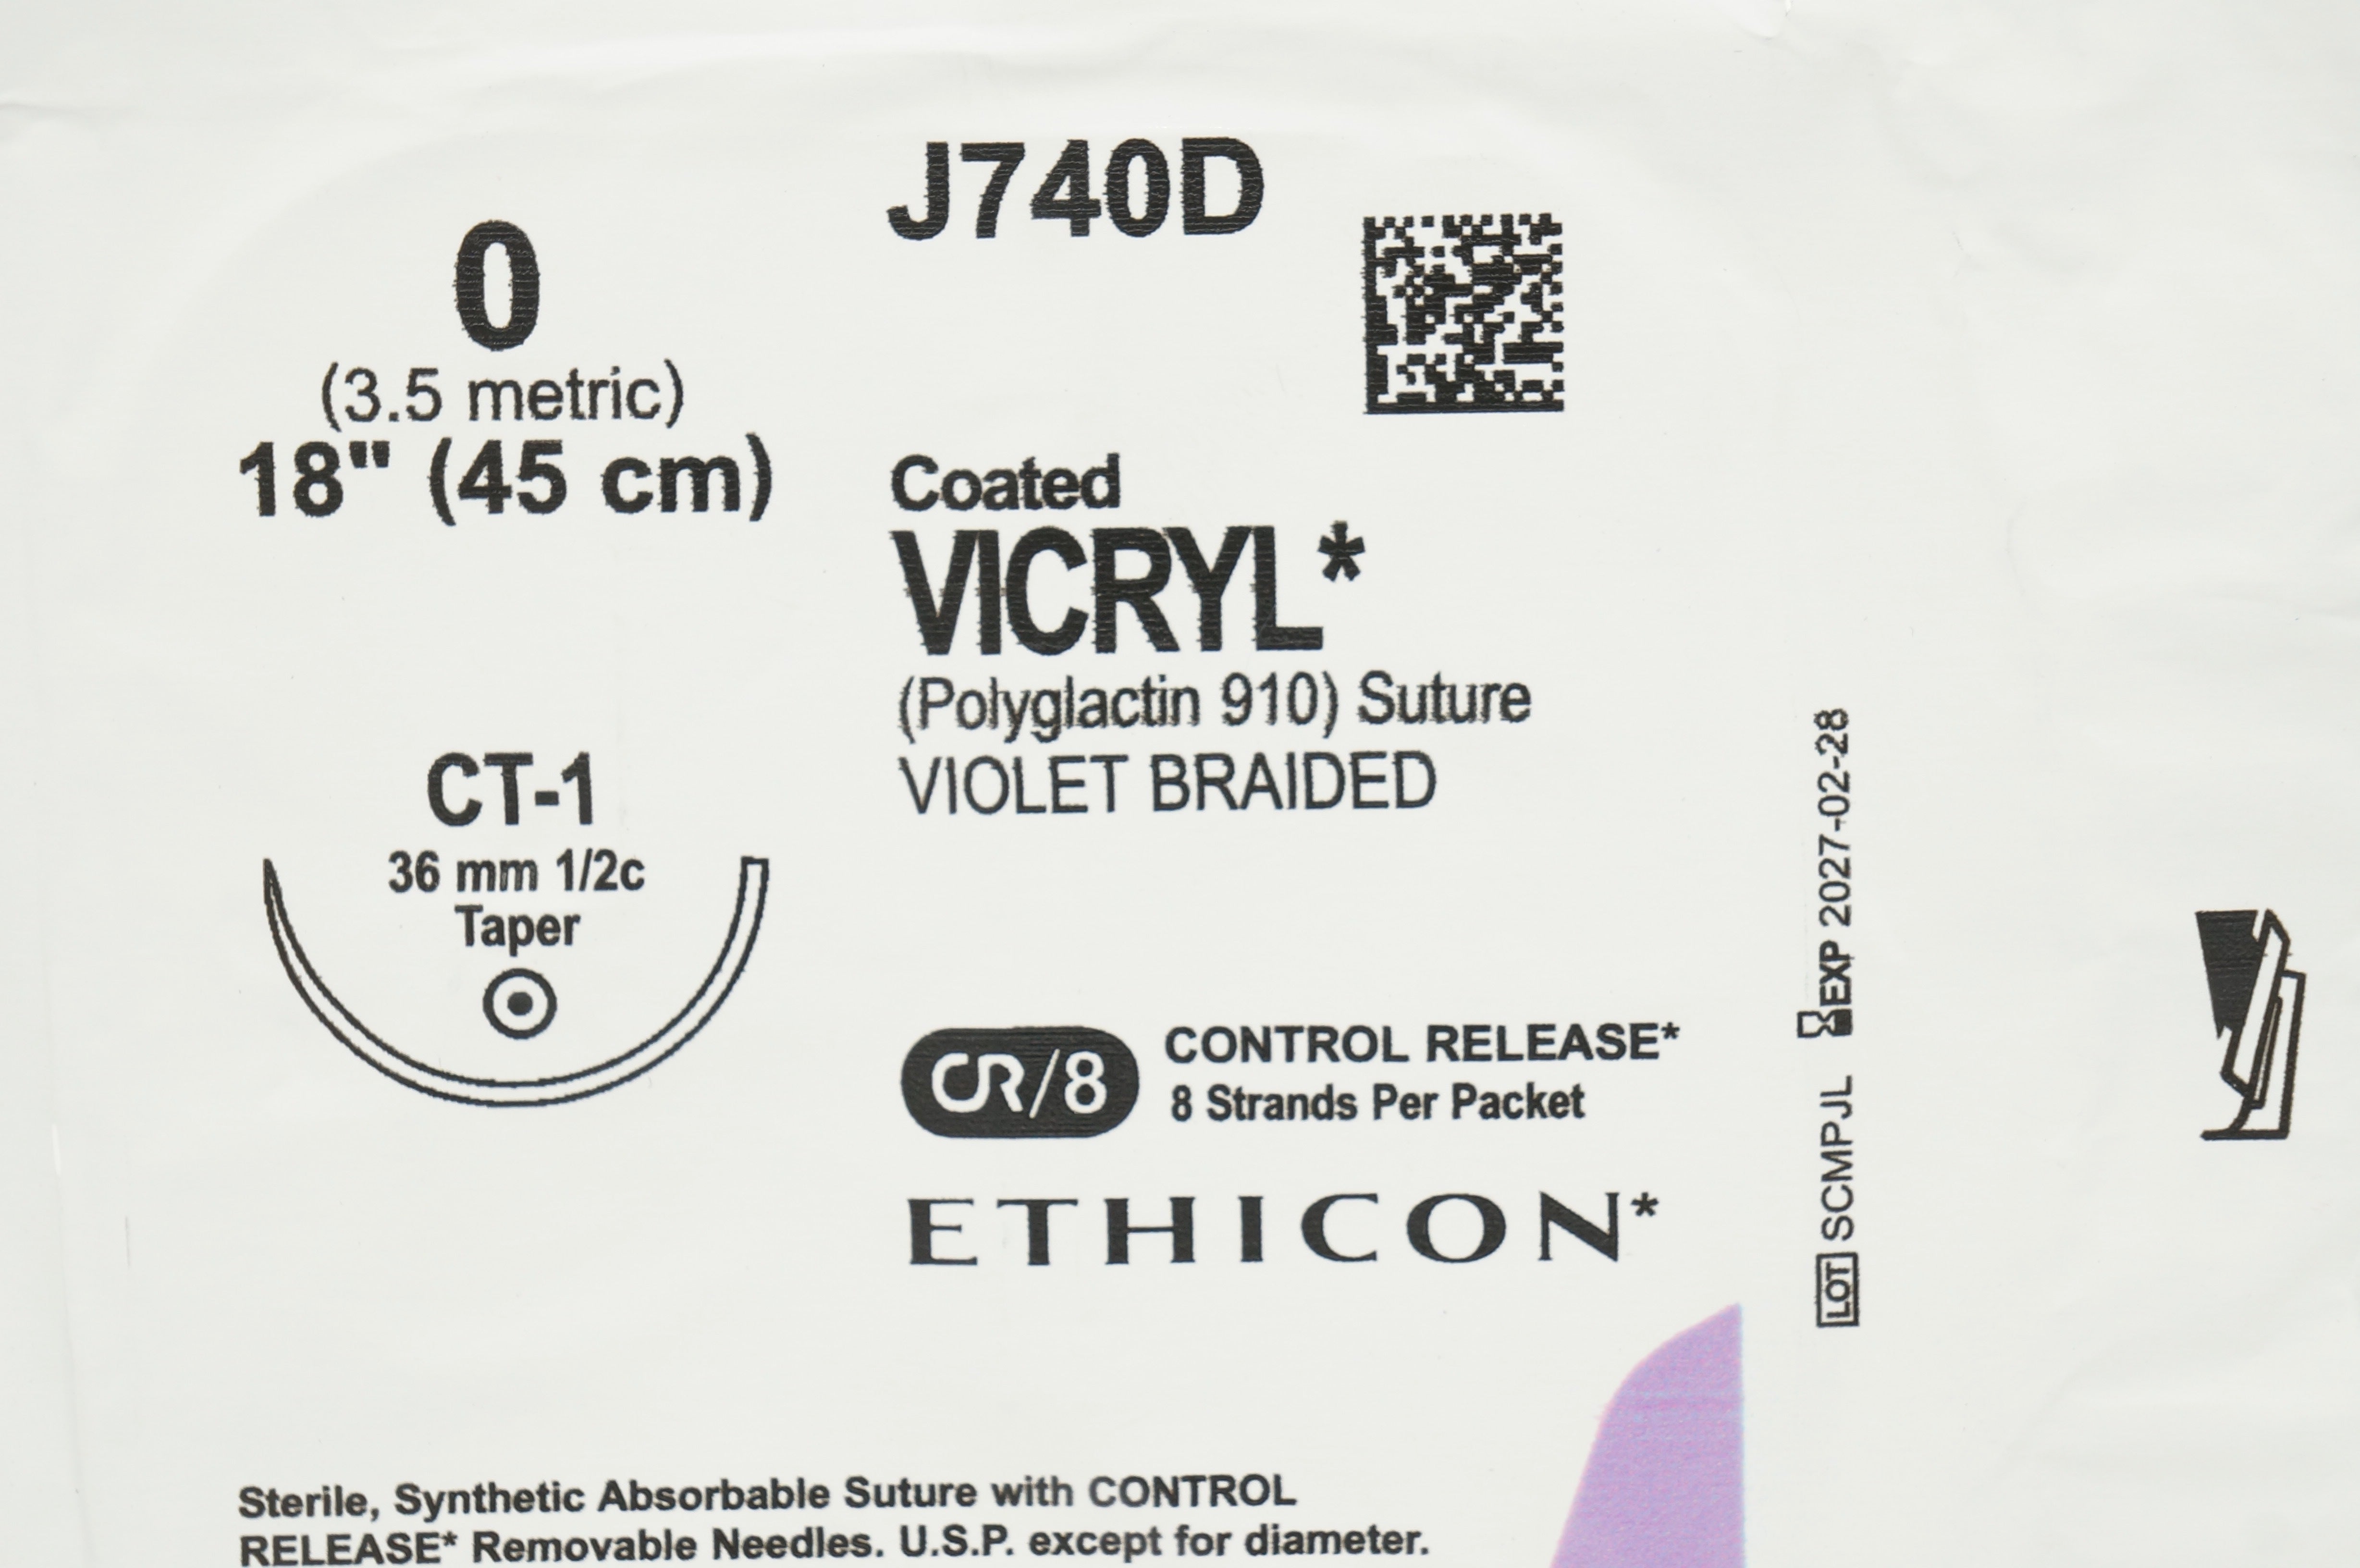 J740D
0
(3.5 metric)
18" (45 cm)
Coated
VICRYL*
(Polyglactin 910) Suture
VIOLET BRAIDED
CT-1
36 mm 1/2c
Taper
CR/8
CONTROL RELEASE*
8 Strands Per Packet
ETHICON*
LOT SCMPJL EXP 2027-02-28
Sterile, Synthetic Absorbable Suture with CONTROL
RELEASE* Removable Needles. U.S.P. except for diameter.